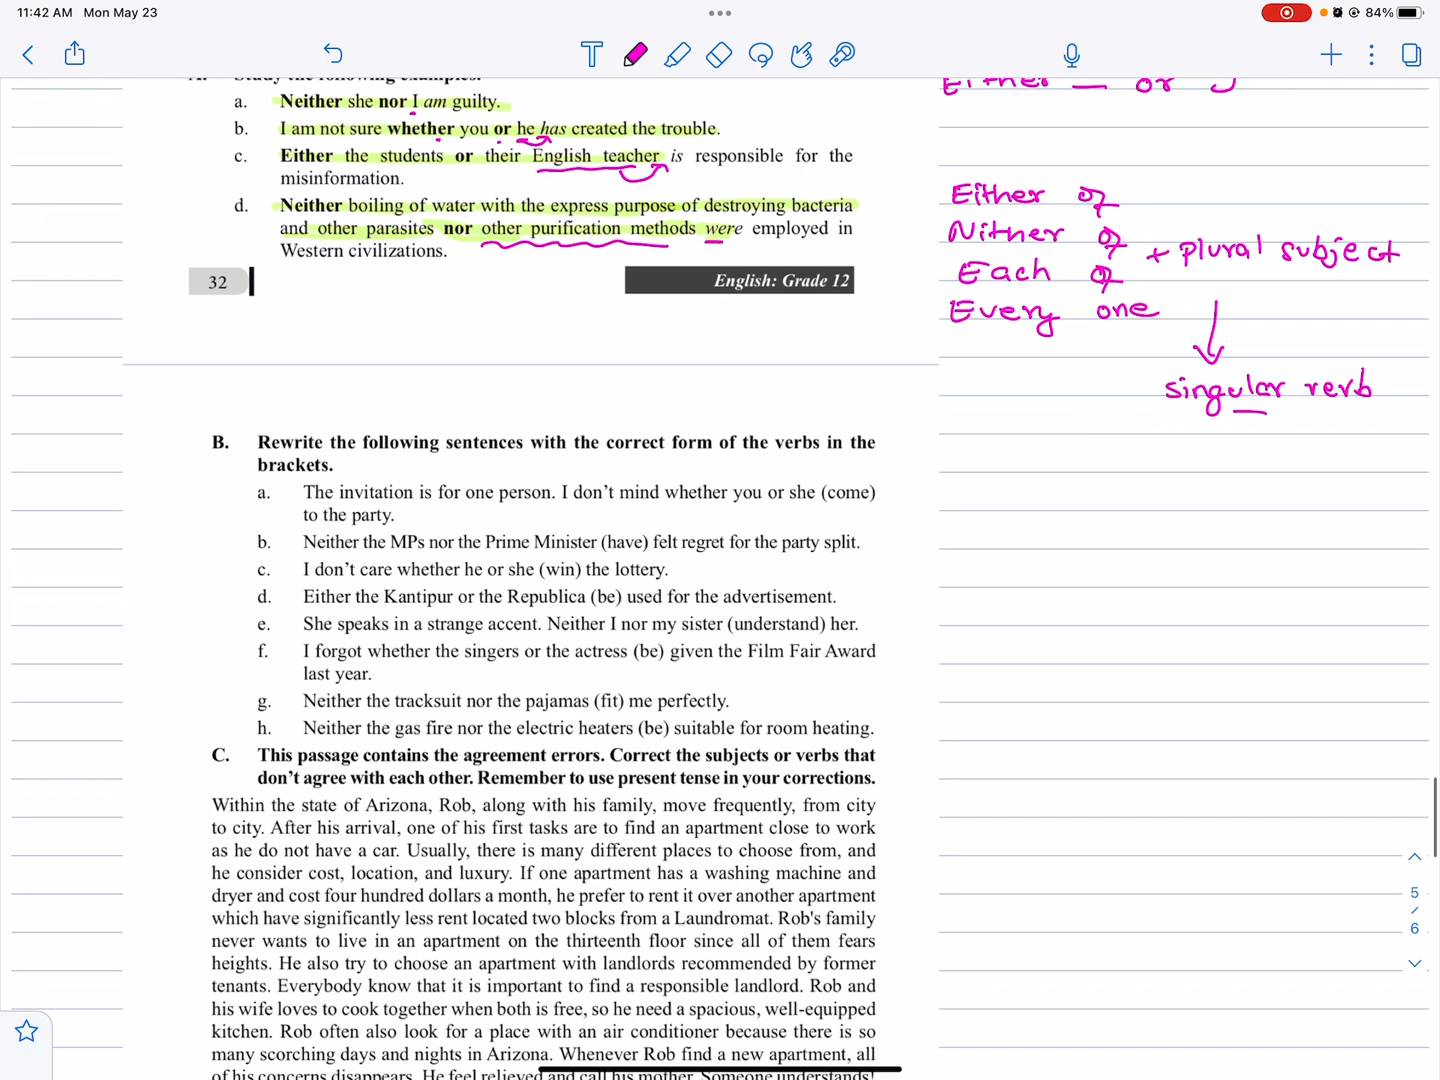 11:42 AM Mon May 23
84%
A. Study the following examples.
a. Neither she nor I am guilty.
b. I am not sure whether you or he has created the trouble.
c. Either the students or their English teacher is responsible for the
misinformation.
d. Neither boiling of water with the express purpose of destroying bacteria
and other parasites nor other purification methods were employed in
Western civilizations.
32
English: Grade 12
Either — or
Either of
Nither of
+ plural subject
Each of
Every one
singular verb
B. Rewrite the following sentences with the correct form of the verbs in the
brackets.
a. The invitation is for one person. I don't mind whether you or she (come)
to the party.
b. Neither the MPs nor the Prime Minister (have) felt regret for the party split.
c. I don't care whether he or she (win) the lottery.
d. Either the Kantipur or the Republica (be) used for the advertisement.
e. She speaks in a strange accent. Neither I nor my sister (understand) her.
f. I forgot whether the singers or the actress (be) given the Film Fair Award
last year.
g. Neither the tracksuit nor the pajamas (fit) me perfectly.
h. Neither the gas fire nor the electric heaters (be) suitable for room heating.
C. This passage contains the agreement errors. Correct the subjects or verbs that
don't agree with each other. Remember to use present tense in your corrections.
Within the state of Arizona, Rob, along with his family, move frequently, from city
to city. After his arrival, one of his first tasks are to find an apartment close to work
as he do not have a car. Usually, there is many different places to choose from, and
he consider cost, location, and luxury. If one apartment has a washing machine and
dryer and cost four hundred dollars a month, he prefer to rent it over another apartment
which have significantly less rent located two blocks from a Laundromat. Rob's family
never wants to live in an apartment on the thirteenth floor since all of them fears
heights. He also try to choose an apartment with landlords recommended by former
tenants. Everybody know that it is important to find a responsible landlord. Rob and
his wife loves to cook together when both is free, so he need a spacious, well-equipped
kitchen. Rob often also look for a place with an air conditioner because there is so
many scorching days and nights in Arizona. Whenever Rob find a new apartment, all
of his concerns disappears. He feel relieved and call his mother. Someone understands!
5
/
6